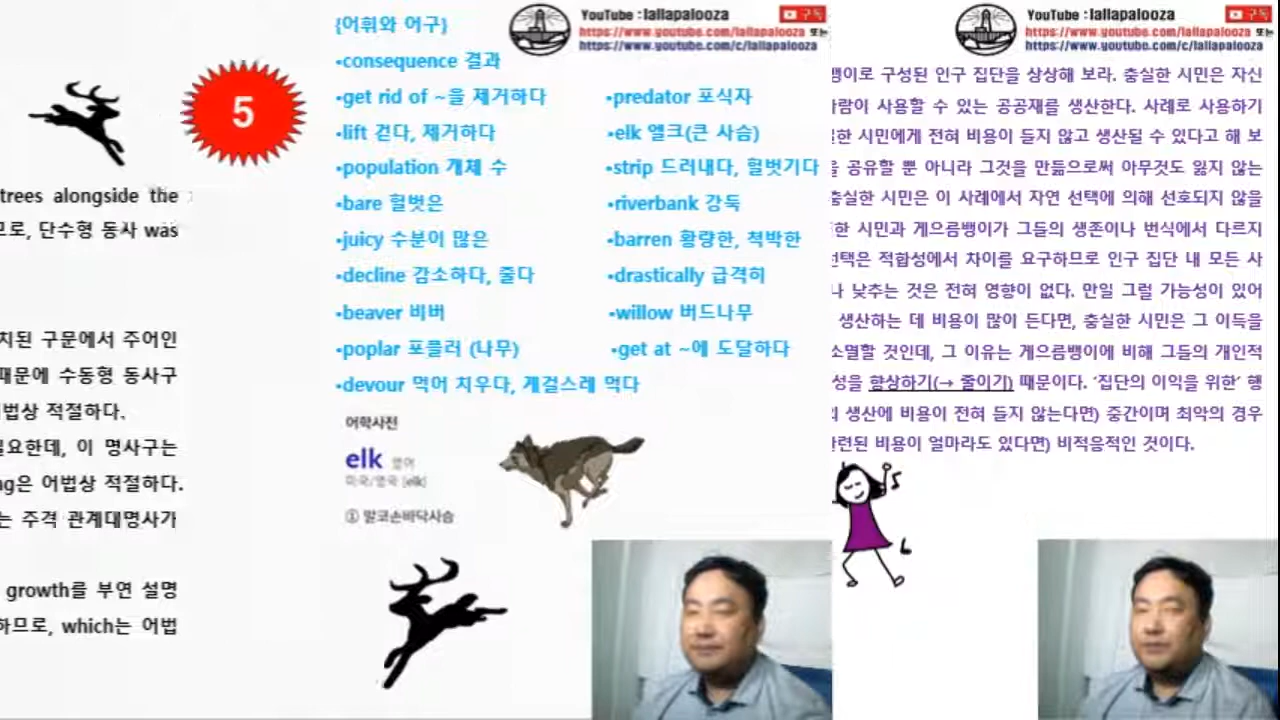 5
trees alongside the
므로, 단수형 동사 was
치된 구문에서 주어인
때문에 수동형 동사구
법상 적절하다.
필요한데, 이 명사구는
ng은 어법상 적절하다.
는 주격 관계대명사가
growth를 부연 설명
하므로, which는 어법
{어휘와 어구}
•consequence 결과
•get rid of ~을 제거하다
•predator 포식자
•lift 걷다, 제거하다
•elk 엘크(큰 사슴)
•population 개체 수
•strip 드러내다, 헐벗기다
•bare 헐벗은
•riverbank 강둑
•juicy 수분이 많은
•barren 황량한, 척박한
•decline 감소하다, 줄다
•drastically 급격히
•beaver 비버
•willow 버드나무
•poplar 포플러 (나무)
•get at ~에 도달하다
•devour 먹어 치우다, 게걸스레 먹다
어학사전
elk 영어
미국/영국 [elk]
① 말코손바닥사슴
YouTube : lallapalooza
구독
https://www.youtube.com/lallapalooza 또는
https://www.youtube.com/c/lallapalooza
YouTube : lallapalooza
구독
https://www.youtube.com/lallapalooza 또는
https://www.youtube.com/c/lallapalooza
뱅이로 구성된 인구 집단을 상상해 보라. 충실한 시민은 자신
사람이 사용할 수 있는 공공재를 생산한다. 사례로 사용하기
실한 시민에게 전혀 비용이 들지 않고 생산될 수 있다고 해 보
을 공유할 뿐 아니라 그것을 만듦으로써 아무것도 잃지 않는
충실한 시민은 이 사례에서 자연 선택에 의해 선호되지 않을
한 시민과 게으름뱅이가 그들의 생존이나 번식에서 다르지
선택은 적합성에서 차이를 요구하므로 인구 집단 내 모든 사
나 낮추는 것은 전혀 영향이 없다. 만일 그럴 가능성이 있어
생산하는 데 비용이 많이 든다면, 충실한 시민은 그 이득을
소멸할 것인데, 그 이유는 게으름뱅이에 비해 그들의 개인적
성을 향상하기(→ 줄이기) 때문이다. ‘집단의 이익을 위한’ 행
의 생산에 비용이 전혀 들지 않는다면) 중간이며 최악의 경우
관련된 비용이 얼마라도 있다면) 비적응적인 것이다.